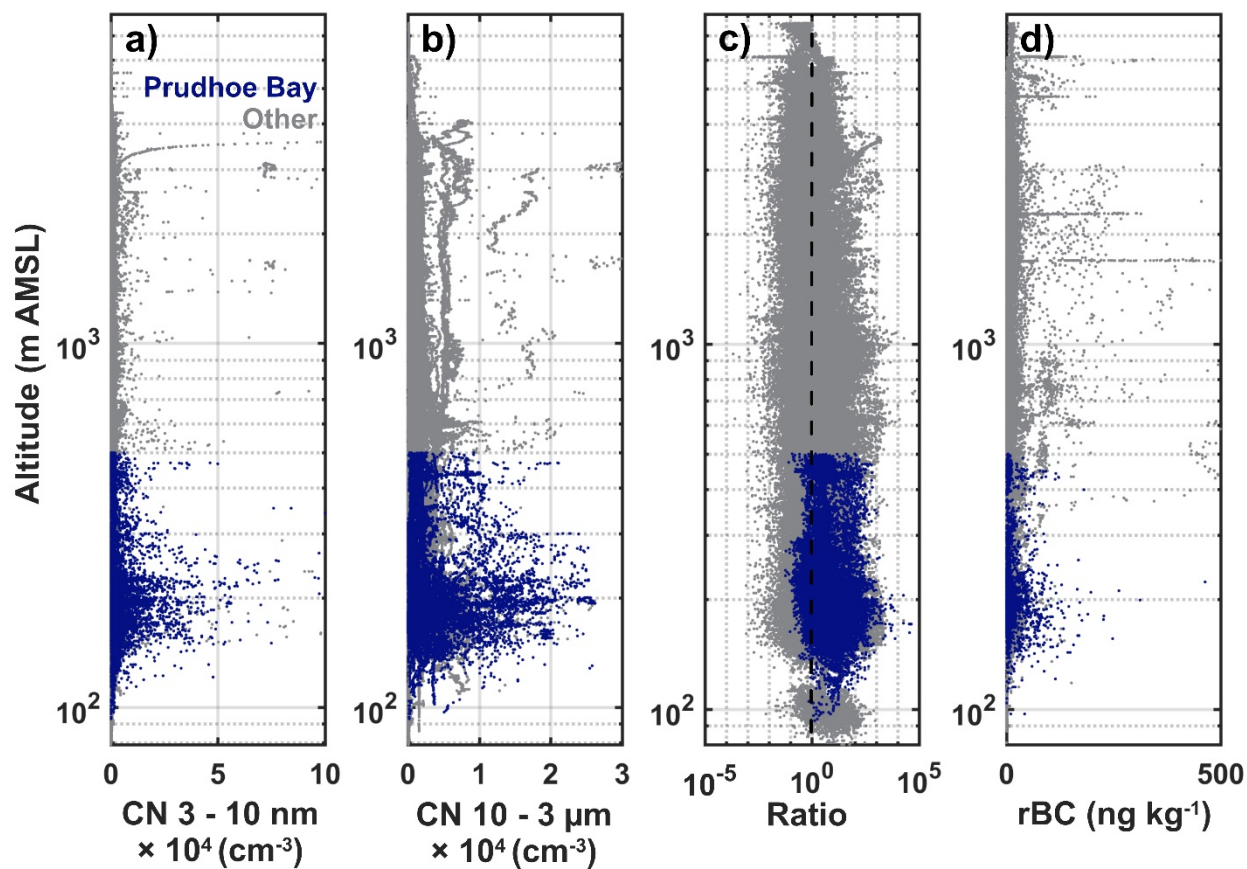 a)
b)
c)
d)
Prudhoe Bay
Other
Altitude (m AMSL)
10³
10³
10³
10³
10²
10²
10²
10²
0 5 10
0 1 2 3
10⁻⁵ 10⁰ 10⁵
0 500
CN 3 - 10 nm
× 10⁴ (cm⁻³)
CN 10 - 3 µm
× 10⁴ (cm⁻³)
Ratio
rBC (ng kg⁻¹)